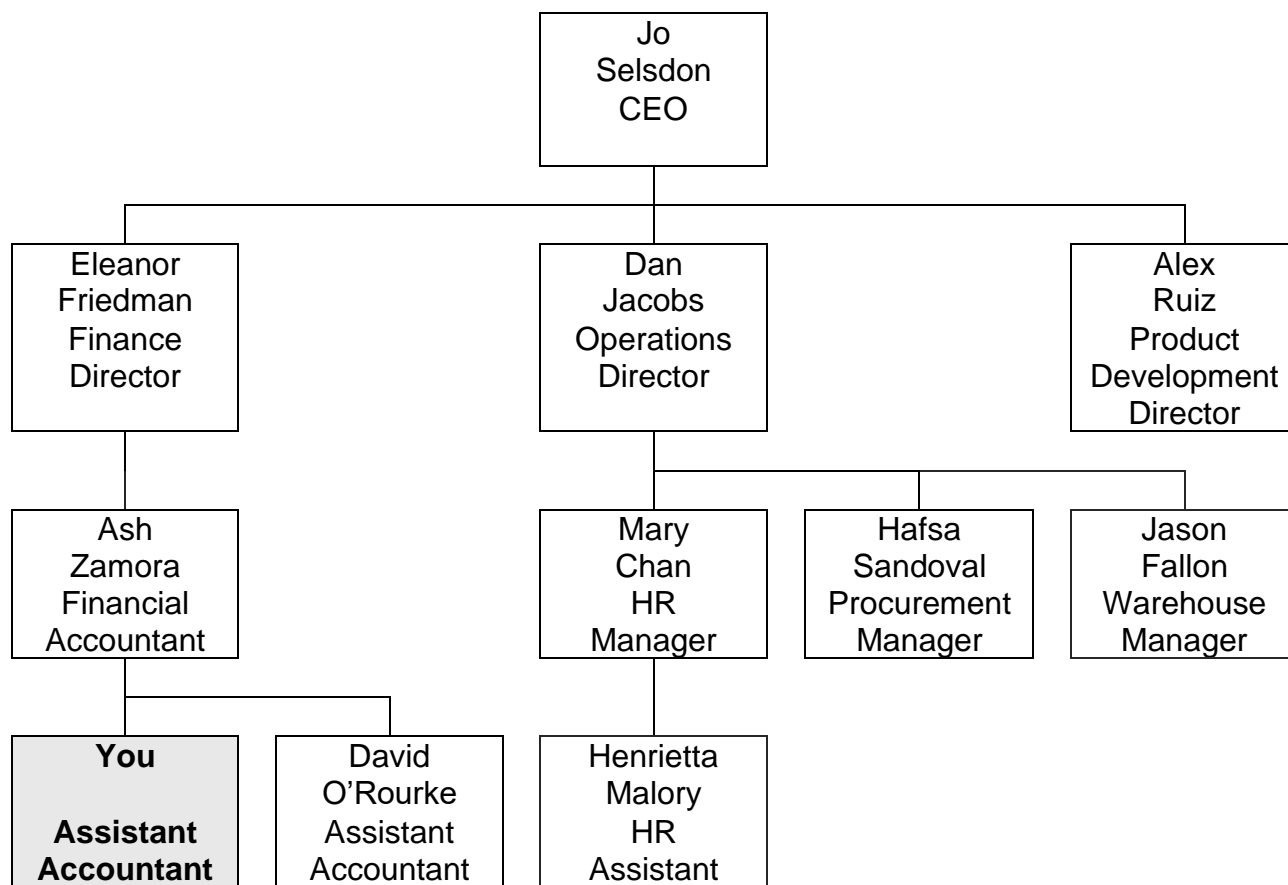 Jo
Selsdon
CEO
Eleanor
Friedman
Finance
Director
Dan
Jacobs
Operations
Director
Alex
Ruiz
Product
Development
Director
Ash
Zamora
Financial
Accountant
Mary
Chan
HR
Manager
Hafsa
Sandoval
Procurement
Manager
Jason
Fallon
Warehouse
Manager
You
Assistant
Accountant
David
O’Rourke
Assistant
Accountant
Henrietta
Malory
HR
Assistant